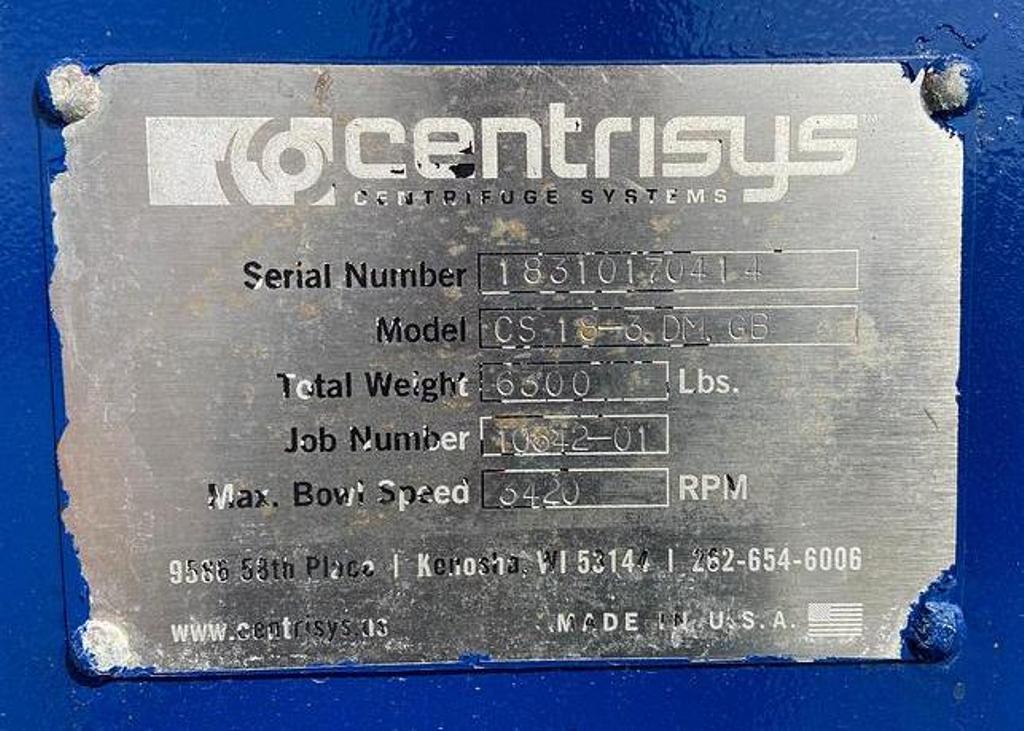 centrisys™
CENTRIFUGE SYSTEMS
Serial Number 18310170414
Model CS 18-3.DM.GB
Total Weight 6300 Lbs.
Job Number 10642-01
Max. Bowl Speed 3420 RPM
9586 58th Place | Kenosha, WI 53144 | 262-654-6006
www.centrisys.us MADE IN U.S.A.